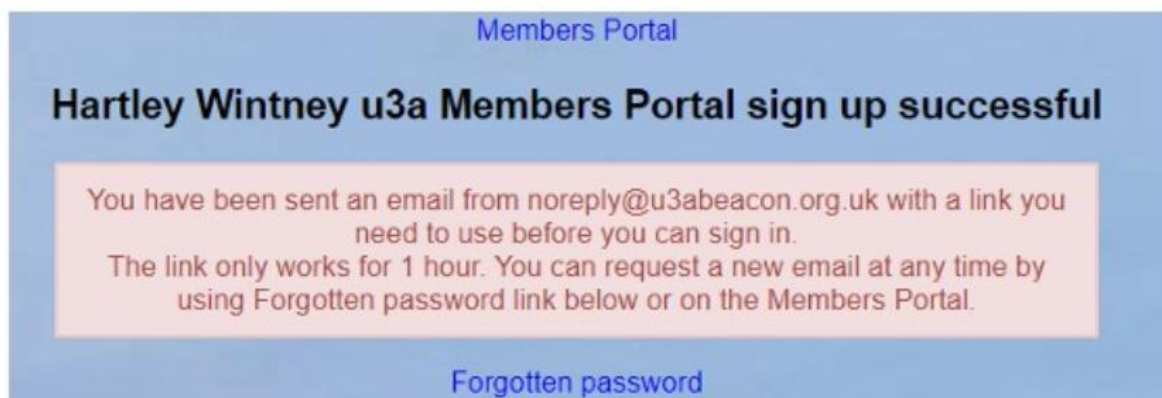 Members Portal
Hartley Wintney u3a Members Portal sign up successful
You have been sent an email from noreply@u3abeacon.org.uk with a link you
need to use before you can sign in.
The link only works for 1 hour. You can request a new email at any time by
using Forgotten password link below or on the Members Portal.
Forgotten password